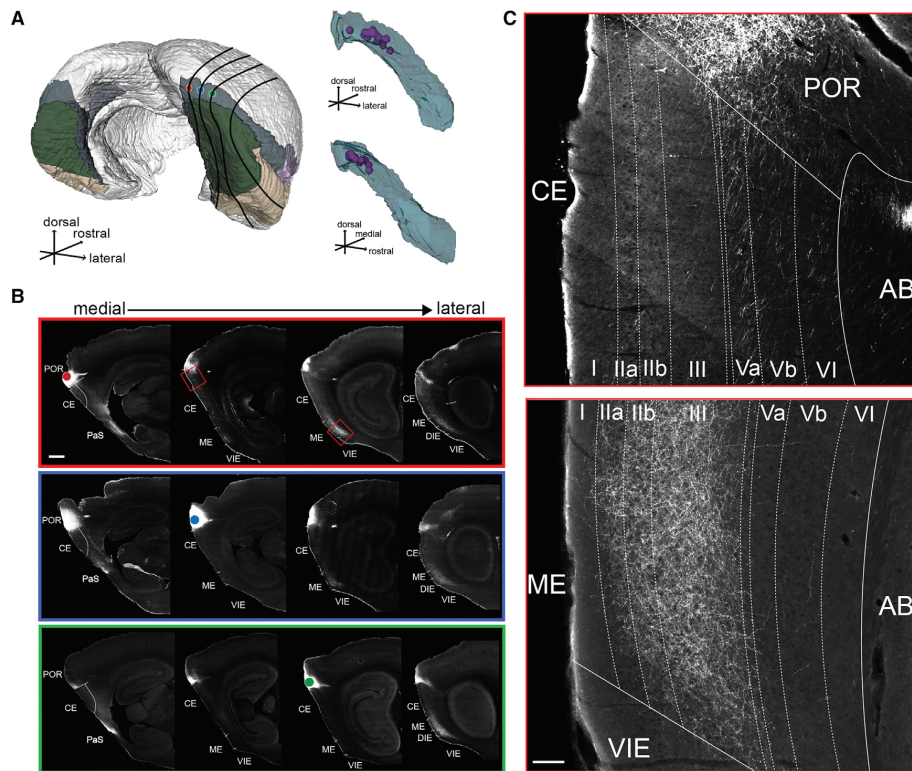 A
dorsal
rostral
lateral
dorsal
rostral
lateral
dorsal
medial
rostral
B
medial
lateral
POR
CE
PaS
CE
ME
VIE
ME
VIE
CE
ME
DIE
VIE
POR
CE
PaS
CE
ME
VIE
CE
ME
VIE
CE
ME
DIE
VIE
POR
CE
PaS
CE
ME
VIE
CE
ME
VIE
CE
ME
DIE
VIE
C
POR
CE
AB
I IIa IIb III Va Vb VI
I IIa IIb III Va Vb VI
ME
AB
VIE